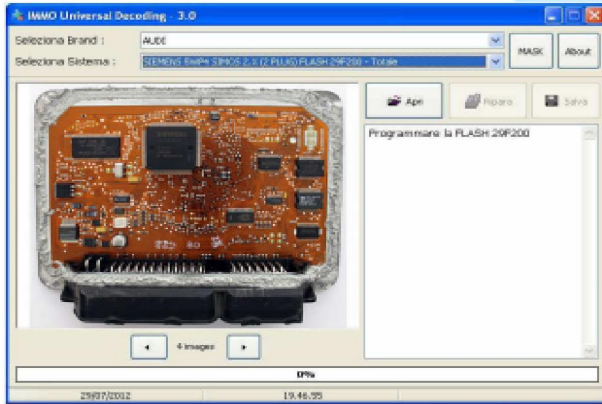 IMMO Universal Decoding - 3.0
Seleziona Brand :
AUDI
Seleziona Sistema :
SIEMENS 5WP4 SIMOS 2.X (2 PLUG) FLASH 29F200 - Totale
MASK
About
Apri
Ripara
Salva
Programmare la FLASH 29F200
4 images
0%
29/07/2012
19.46.55